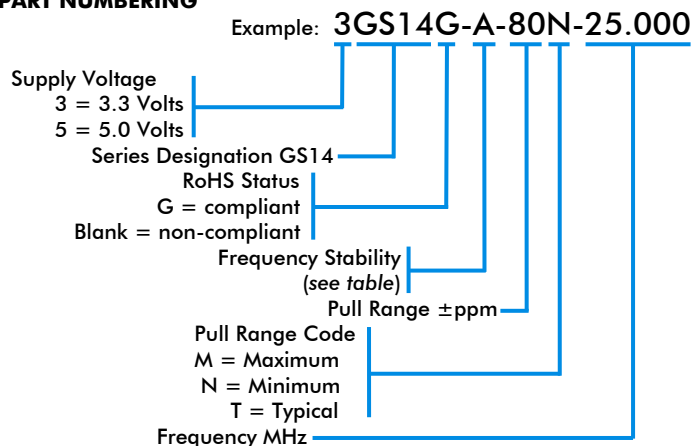 PART NUMBERING
Example: 3GS14G-A-80N-25.000
Supply Voltage
3 = 3.3 Volts
5 = 5.0 Volts
Series Designation GS14
RoHS Status
G = compliant
Blank = non-compliant
Frequency Stability
(see table)
Pull Range ±ppm
Pull Range Code
M = Maximum
N = Minimum
T = Typical
Frequency MHz